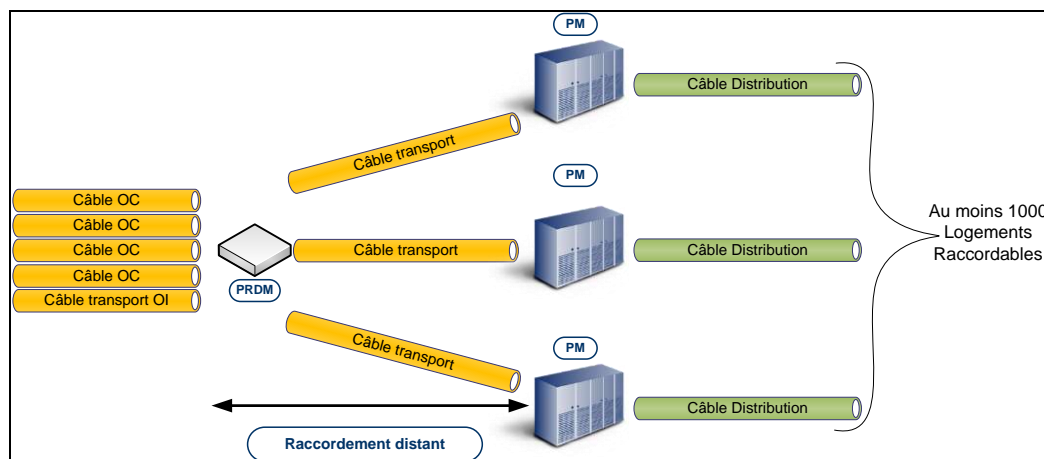 PM
Câble Distribution
Câble transport
PM
Câble OC
Câble OC
Câble OC
Câble OC
Câble transport OI
PRDM
Câble transport
Câble Distribution
Au moins 1000
Logements
Raccordables
Câble transport
PM
Câble Distribution
Raccordement distant